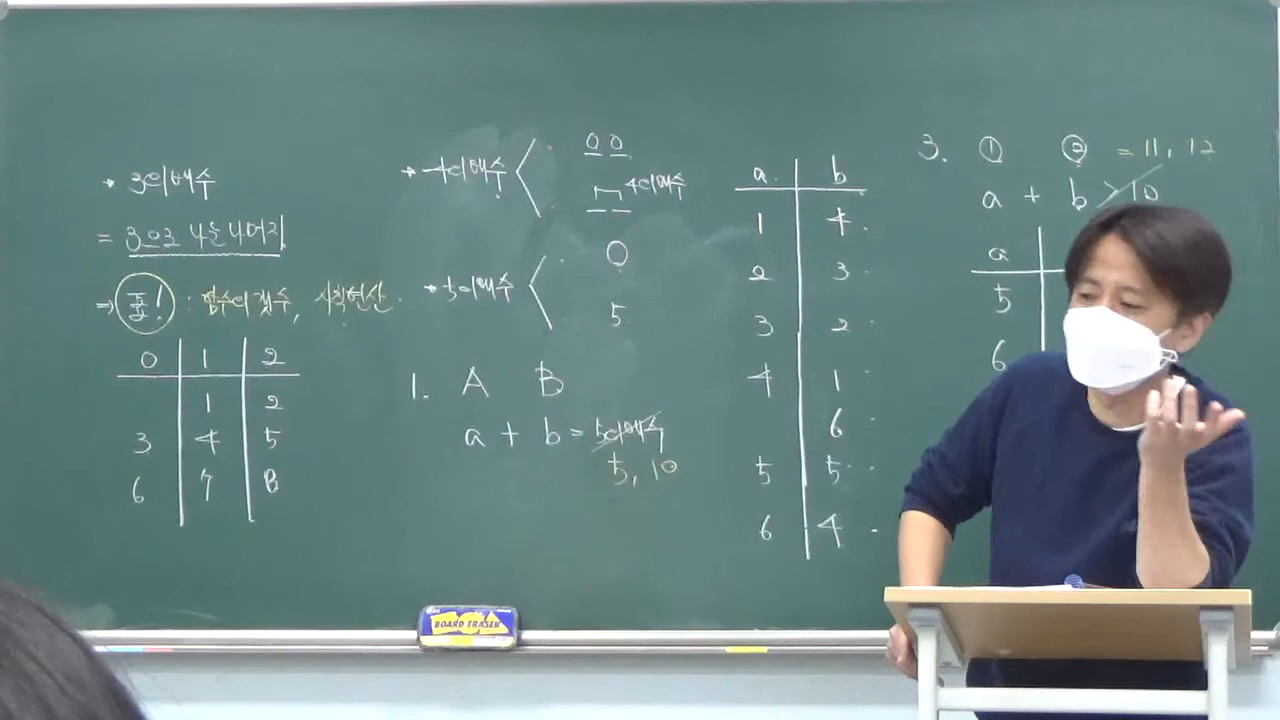 • 3의 배수
= 3으로 나눈 나머지
⇒ 표! : 함수의 갯수, 사칙연산
0 1 2
1 2
3 4 5
6 7 8
• 4의 배수 < 00
4의 배수
• 5의 배수 < 0
5
1. A B
a + b = 5의 배수
5, 10
a b
1 4
2 3
3 2
4 1
6
5 5
6 4
3. ① ② = 11, 12
a + b > 10
a
5
6
BOARD ERASER